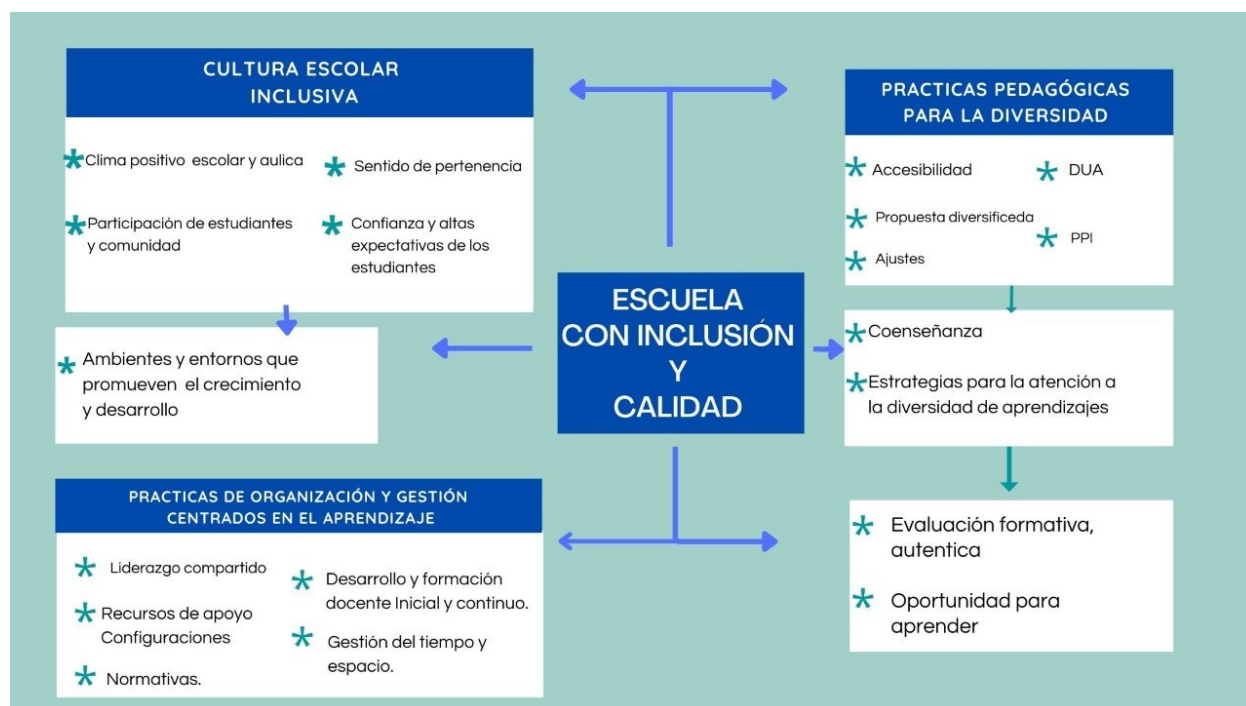 CULTURA ESCOLAR
INCLUSIVA
Clima positivo escolar y aulica
Sentido de pertenencia
Participación de estudiantes
y comunidad
Confianza y altas
expectativas de los
estudiantes
Ambientes y entornos que
promueven el crecimiento
y desarrollo
ESCUELA
CON INCLUSIÓN
Y
CALIDAD
PRACTICAS PEDAGÓGICAS
PARA LA DIVERSIDAD
Accesibilidad
DUA
Propuesta diversificeda
PPI
Ajustes
Coenseñanza
Estrategias para la atención a
la diversidad de aprendizajes
Evaluación formativa,
autentica
Oportunidad para
aprender
PRACTICAS DE ORGANIZACIÓN Y GESTIÓN
CENTRADOS EN EL APRENDIZAJE
Liderazgo compartido
Recursos de apoyo
Configuraciones
Normativas.
Desarrollo y formación
docente Inicial y continuo.
Gestión del tiempo y
espacio.